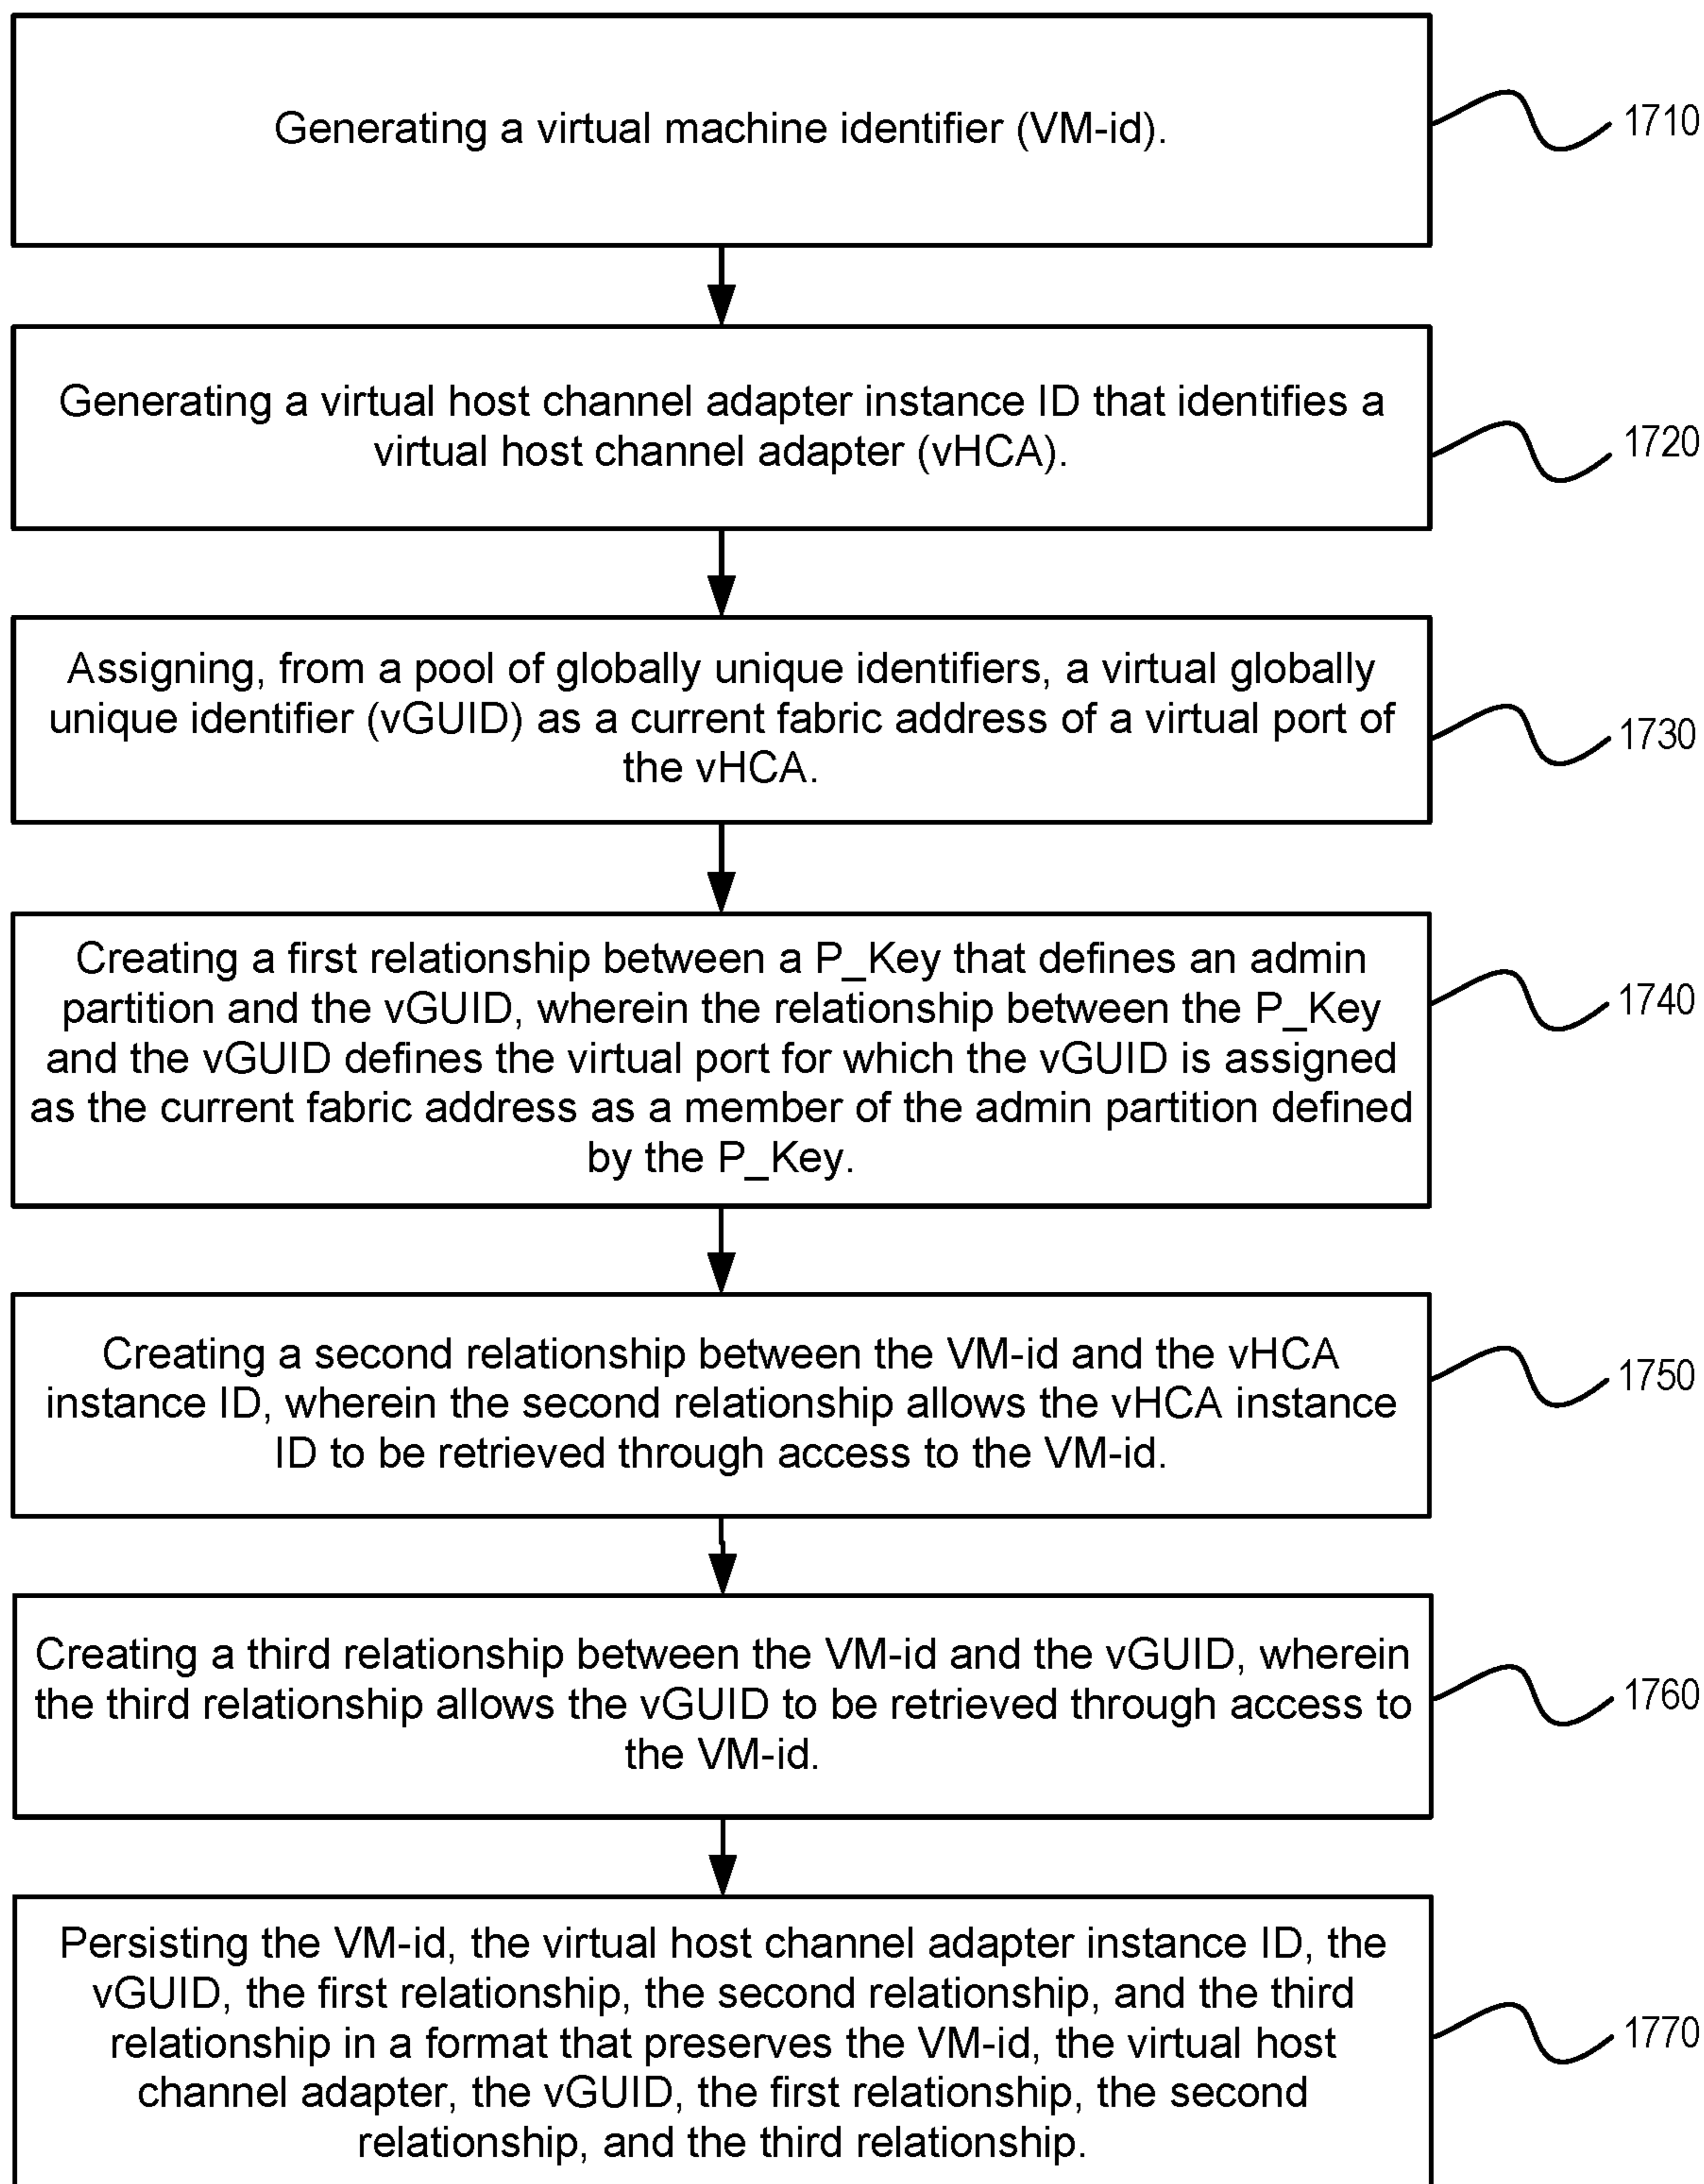 Generating a virtual machine identifier (VM-id).
1710
Generating a virtual host channel adapter instance ID that identifies a
virtual host channel adapter (vHCA).
1720
Assigning, from a pool of globally unique identifiers, a virtual globally
unique identifier (vGUID) as a current fabric address of a virtual port of
the vHCA.
1730
Creating a first relationship between a P_Key that defines an admin
partition and the vGUID, wherein the relationship between the P_Key
and the vGUID defines the virtual port for which the vGUID is assigned
as the current fabric address as a member of the admin partition defined
by the P_Key.
1740
Creating a second relationship between the VM-id and the vHCA
instance ID, wherein the second relationship allows the vHCA instance
ID to be retrieved through access to the VM-id.
1750
Creating a third relationship between the VM-id and the vGUID, wherein
the third relationship allows the vGUID to be retrieved through access to
the VM-id.
1760
Persisting the VM-id, the virtual host channel adapter instance ID, the
vGUID, the first relationship, the second relationship, and the third
relationship in a format that preserves the VM-id, the virtual host
channel adapter, the vGUID, the first relationship, the second
relationship, and the third relationship.
1770